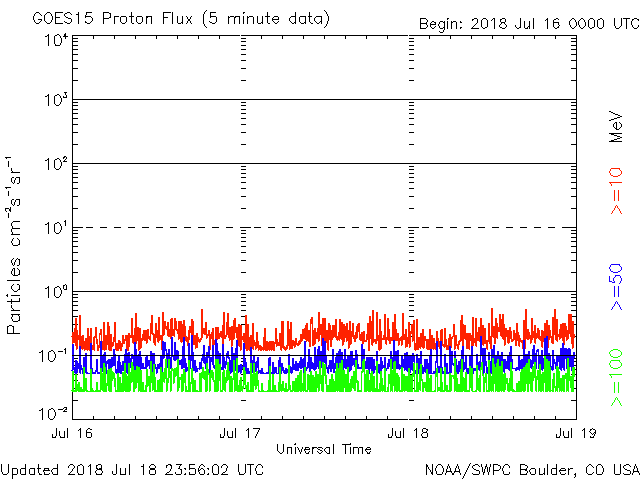 GOES15 Proton Flux (5 minute data)
Begin: 2018 Jul 16 0000 UTC
10⁴
10³
10²
10¹
10⁰
10⁻¹
10⁻²
Particles cm⁻²s⁻¹sr⁻¹
MeV
>=10
>=50
>=100
Jul 16 Jul 17 Jul 18 Jul 19
Universal Time
Updated 2018 Jul 18 23:56:02 UTC
NOAA/SWPC Boulder, CO USA